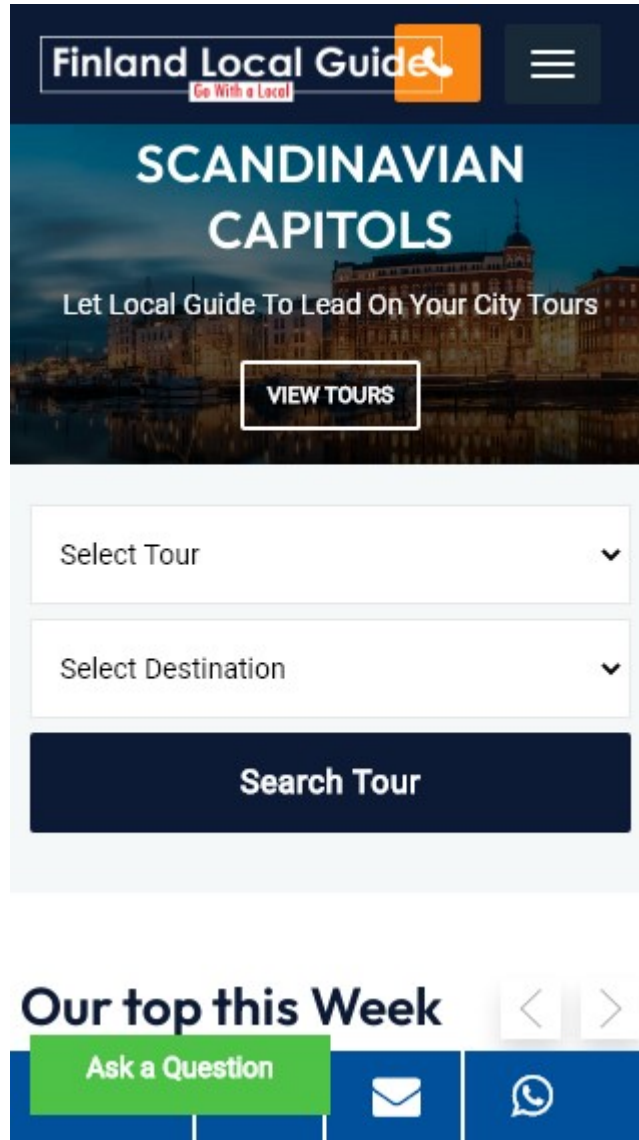 Finland Local Guide
Go With a Local
SCANDINAVIAN
CAPITOLS
Let Local Guide To Lead On Your City Tours
VIEW TOURS
Select Tour
Select Destination
Search Tour
Our top this Week
Ask a Question